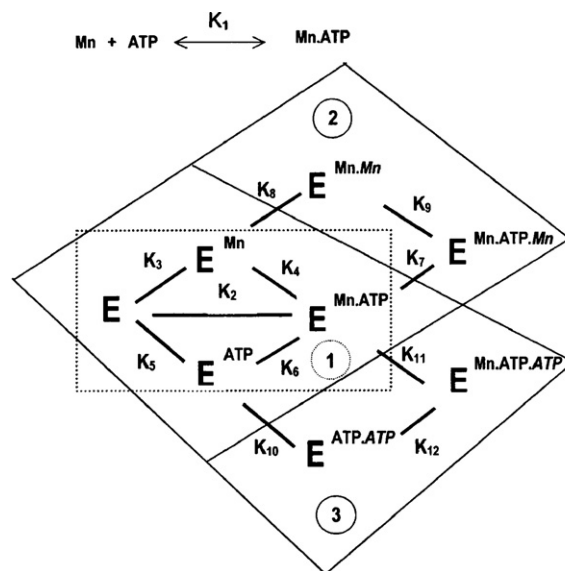 K₁
Mn + ATP Mn.ATP
2
E Mn.Mn
K₈ K₉
E Mn E Mn.ATP.Mn
K₃ K₄ K₇
K₂
E E Mn.ATP
K₅ E ATP K₆ 1 K₁₁
E Mn.ATP.ATP
K₁₀ E ATP.ATP K₁₂
3